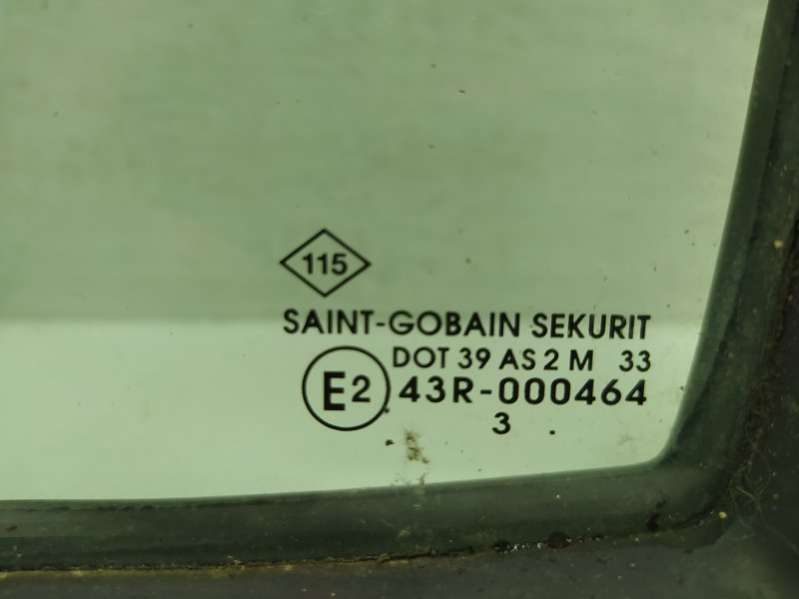 115
SAINT-GOBAIN SEKURIT
DOT 39 AS 2 M 33
E2 43R-000464
3 .